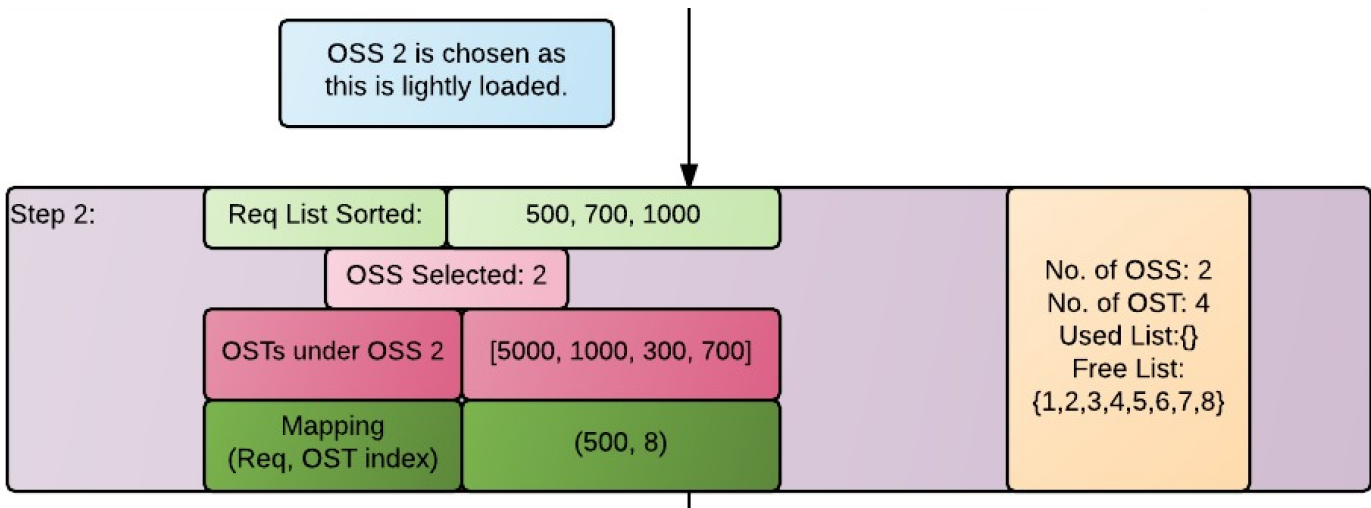 OSS 2 is chosen as
this is lightly loaded.
Step 2:
Req List Sorted:
500, 700, 1000
OSS Selected: 2
OSTs under OSS 2
[5000, 1000, 300, 700]
Mapping
(Req, OST index)
(500, 8)
No. of OSS: 2
No. of OST: 4
Used List:{}
Free List:
{1,2,3,4,5,6,7,8}